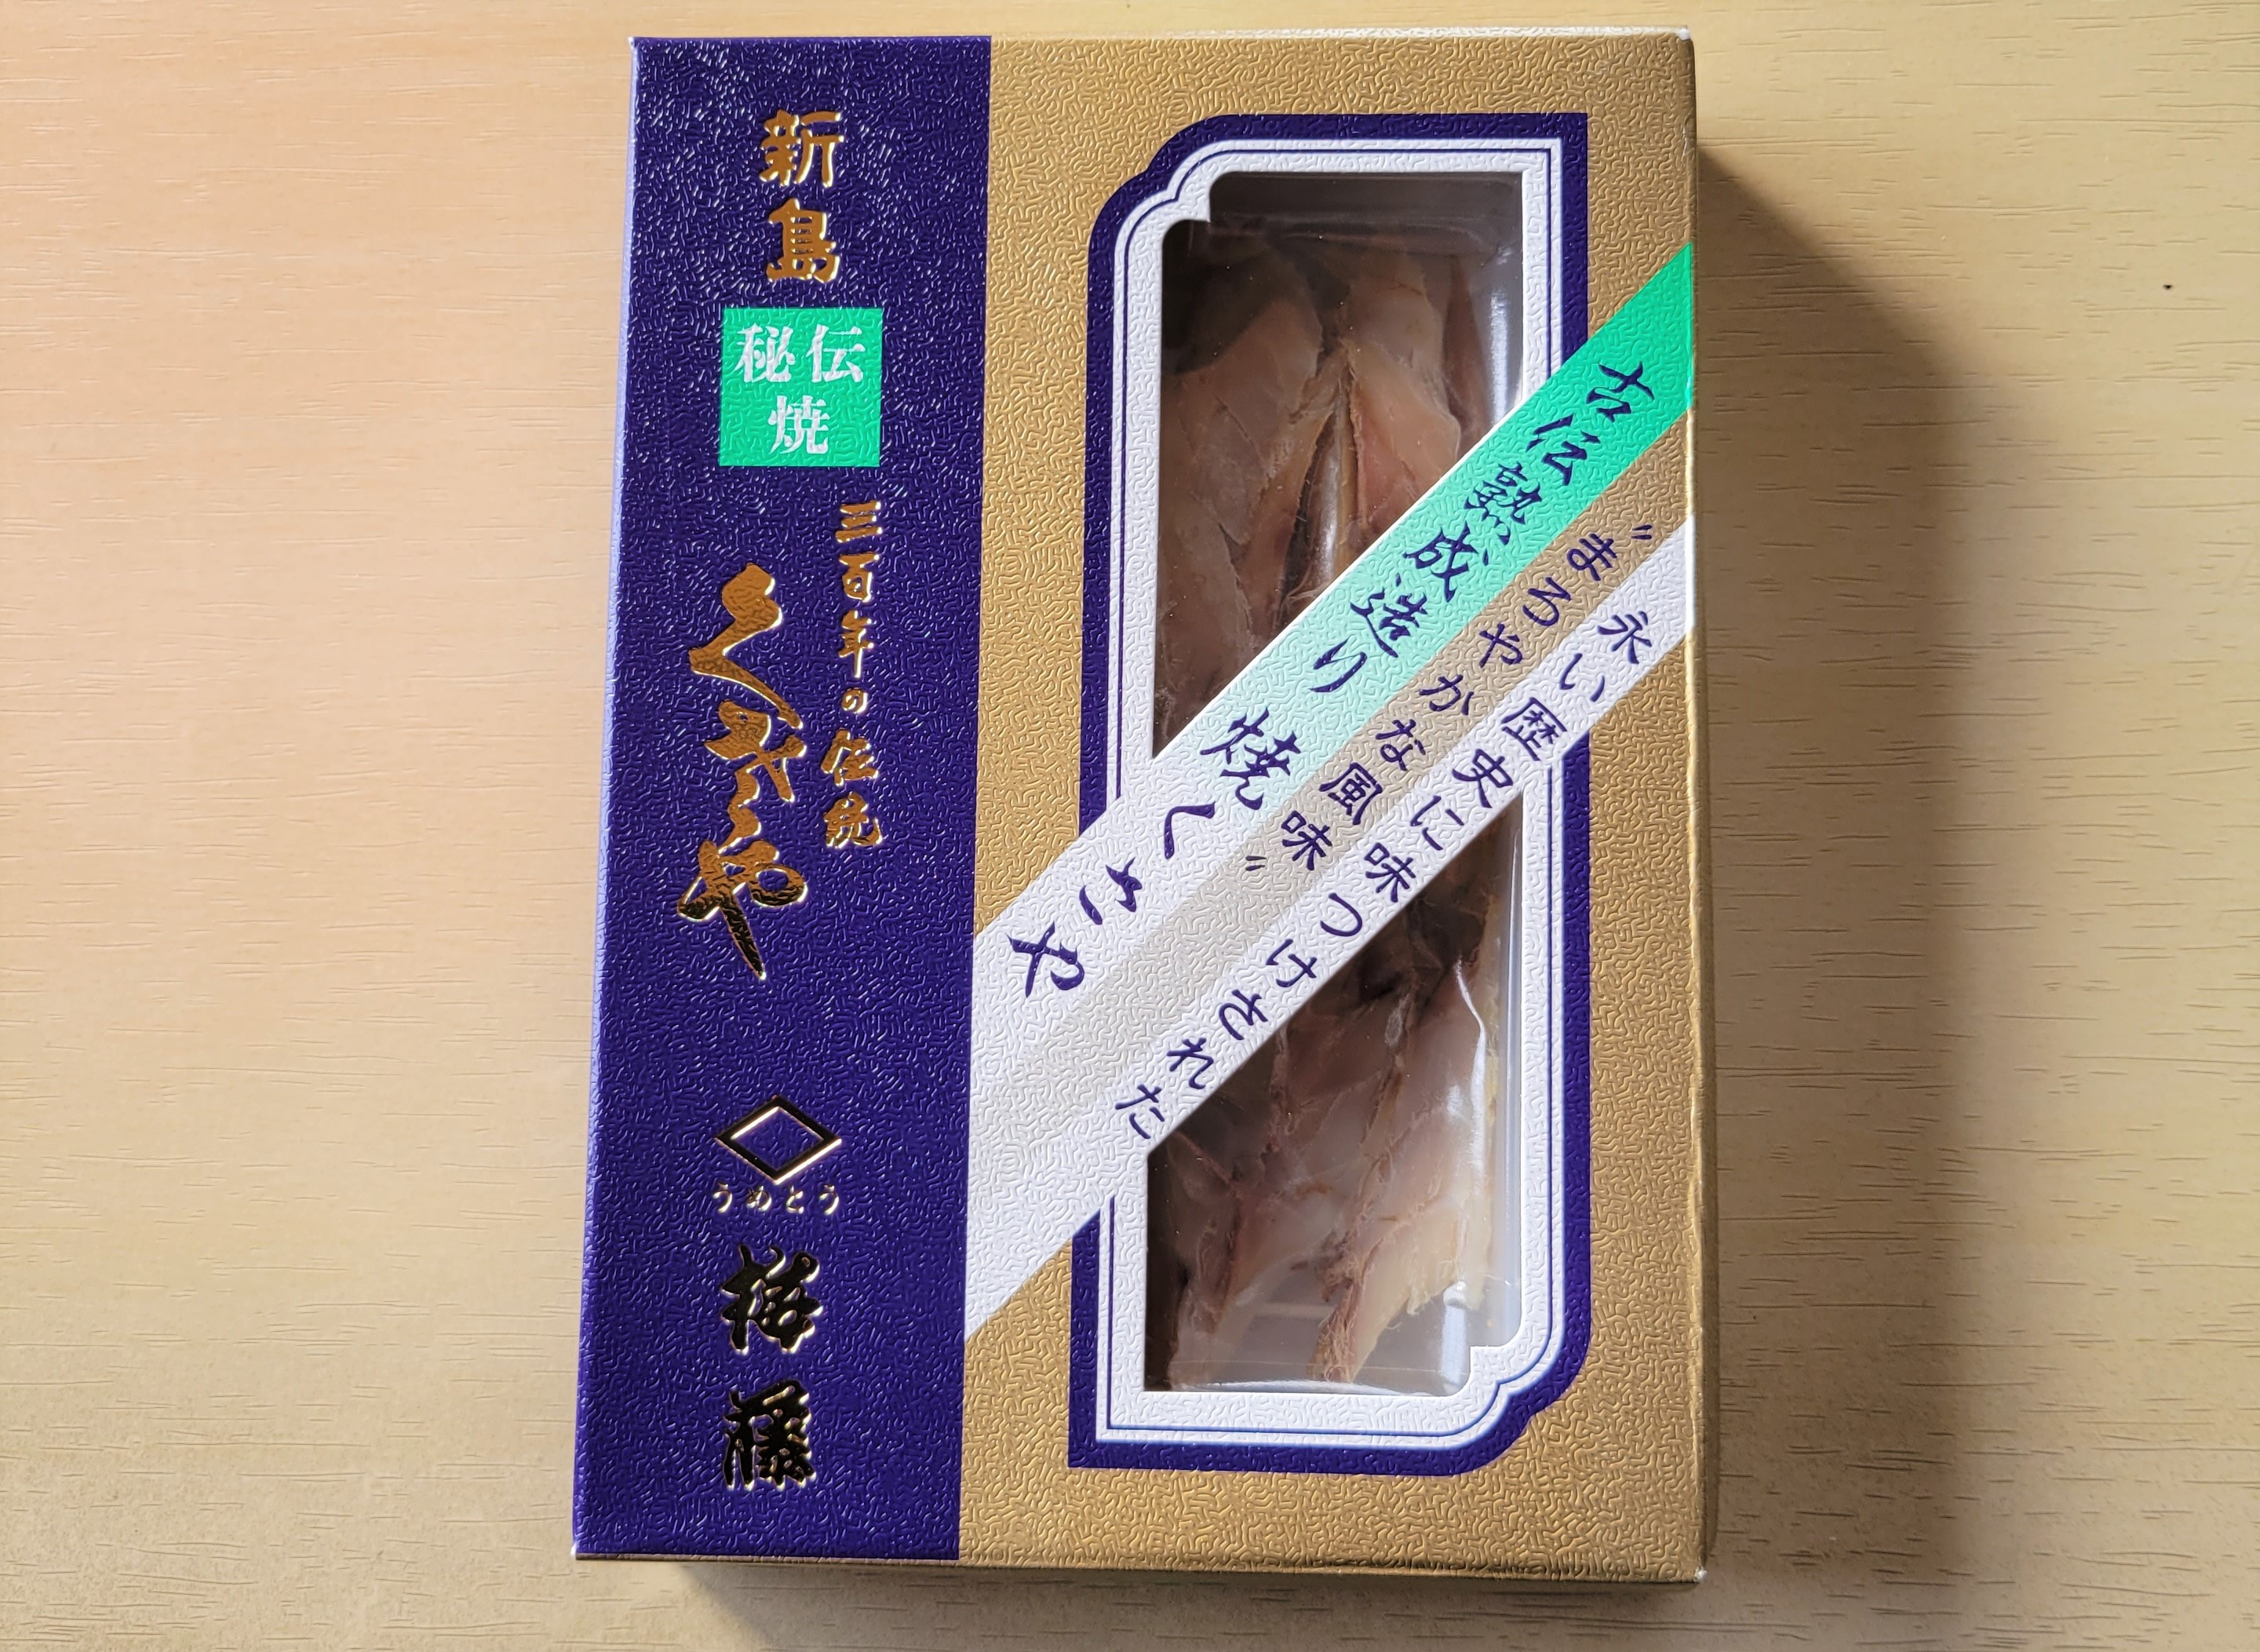 新島
秘伝
焼
三百年の伝統
くさや
うめとう
梅藤
永い歴史に味つけされた
〝まろやかな風味〟
古伝熟成造り 焼くさや